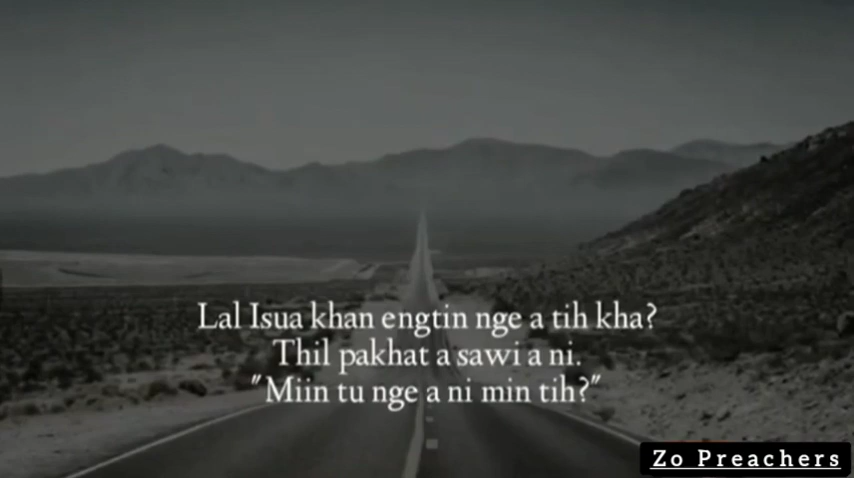 Lal Isua khan engtin nge a tih kha?
Thil pakhat a sawi a ni.
"Miin tu nge a ni min tih?"
Zo Preachers